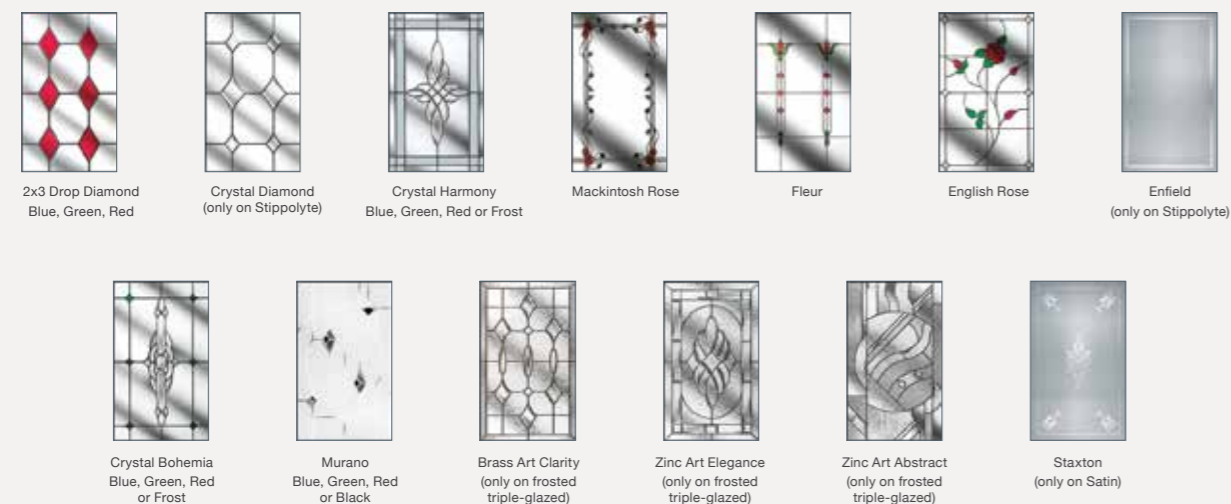 2x3 Drop Diamond
Blue, Green, Red
Crystal Diamond
(only on Stippolyte)
Crystal Harmony
Blue, Green, Red or Frost
Mackintosh Rose
Fleur
English Rose
Enfield
(only on Stippolyte)
Crystal Bohemia
Blue, Green, Red
or Frost
Murano
Blue, Green, Red
or Black
Brass Art Clarity
(only on frosted
triple-glazed)
Zinc Art Elegance
(only on frosted
triple-glazed)
Zinc Art Abstract
(only on frosted
triple-glazed)
Staxton
(only on Satin)